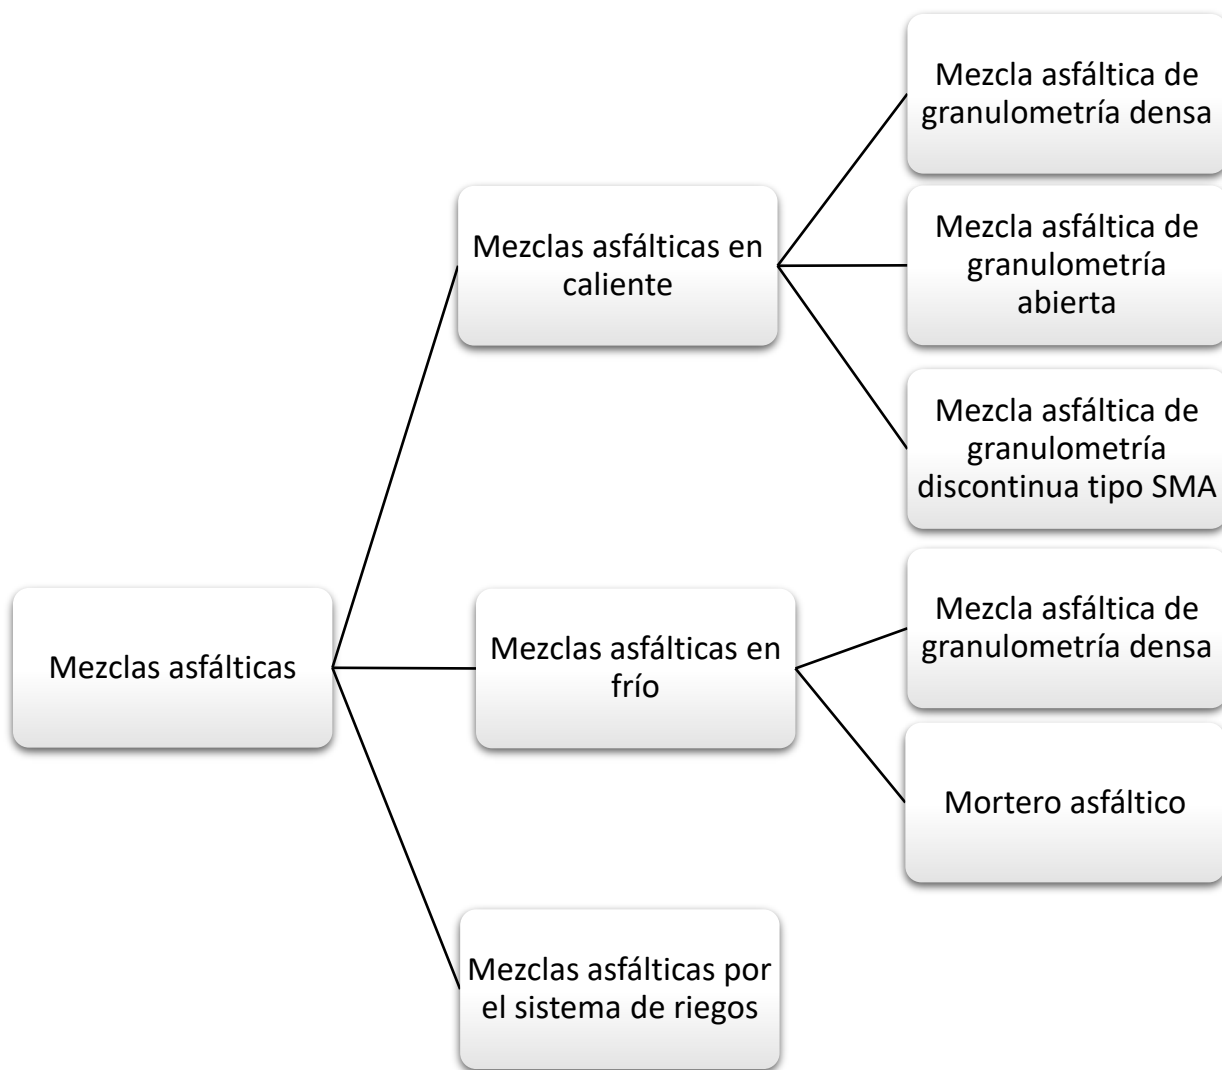 Mezclas asfálticas
Mezclas asfálticas en
caliente
Mezcla asfáltica de
granulometría densa
Mezcla asfáltica de
granulometría
abierta
Mezcla asfáltica de
granulometría
discontinua tipo SMA
Mezclas asfálticas en
frío
Mezcla asfáltica de
granulometría densa
Mortero asfáltico
Mezclas asfálticas por
el sistema de riegos